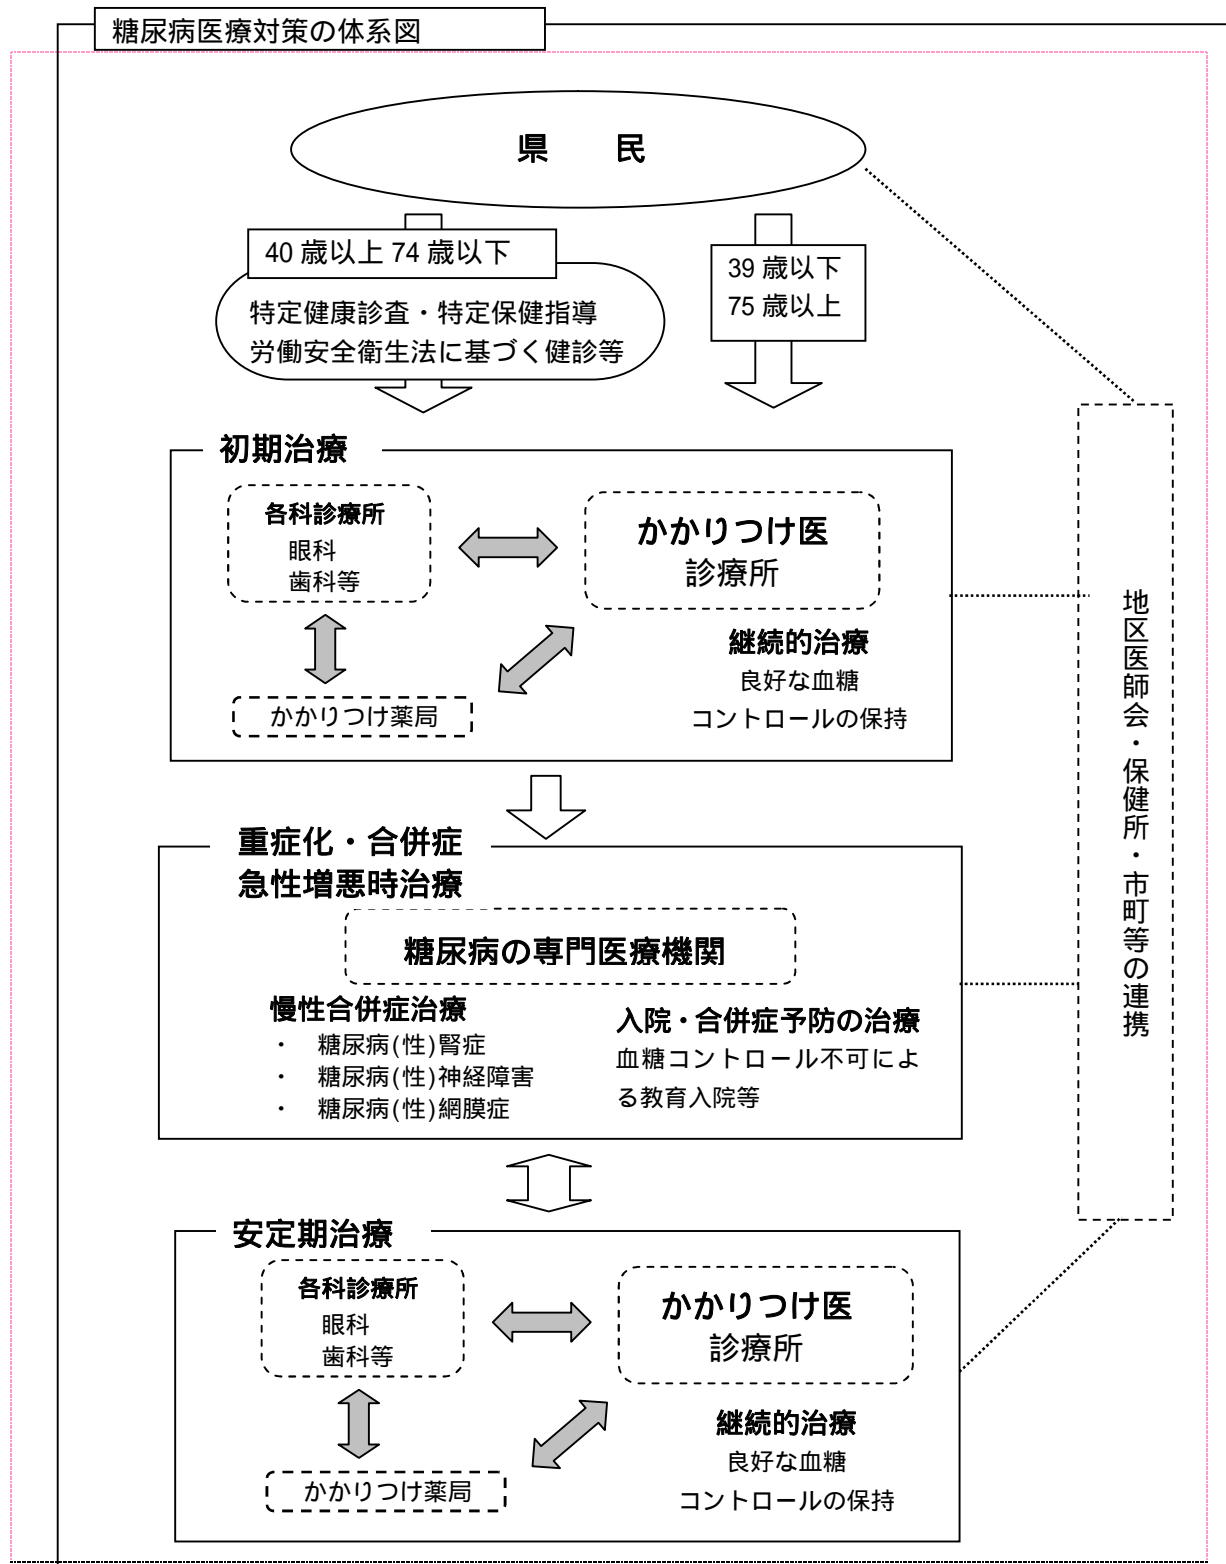 糖尿病医療対策の体系図
県　　民
40 歳以上 74 歳以下
特定健康診査・特定保健指導
労働安全衛生法に基づく健診等
39 歳以下
75 歳以上
初期治療
各科診療所
眼科
歯科等
かかりつけ医
診療所
継続的治療
良好な血糖
コントロールの保持
かかりつけ薬局
重症化・合併症
急性増悪時治療
糖尿病の専門医療機関
慢性合併症治療
・　糖尿病(性)腎症
・　糖尿病(性)神経障害
・　糖尿病(性)網膜症
入院・合併症予防の治療
血糖コントロール不可によ
る教育入院等
安定期治療
各科診療所
眼科
歯科等
かかりつけ医
診療所
継続的治療
良好な血糖
コントロールの保持
かかりつけ薬局
地区医師会・保健所・市町等の連携